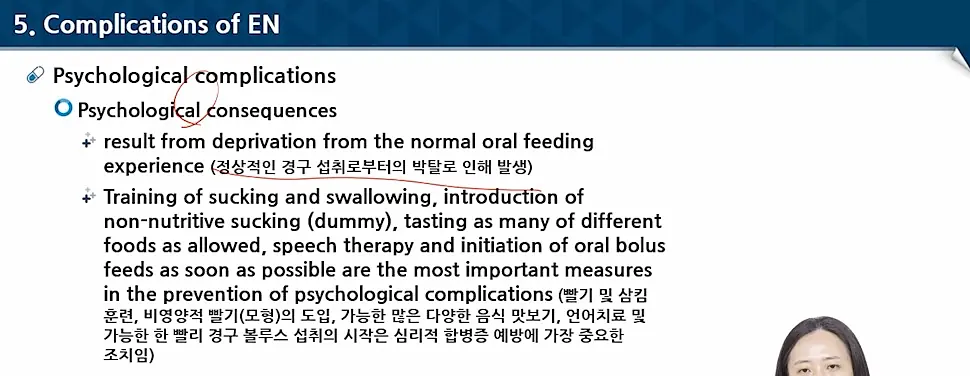 5. Complications of EN
Psychological complications
Psychological consequences
result from deprivation from the normal oral feeding
experience (정상적인 경구 섭취로부터의 박탈로 인해 발생)
Training of sucking and swallowing, introduction of
non-nutritive sucking (dummy), tasting as many of different
foods as allowed, speech therapy and initiation of oral bolus
feeds as soon as possible are the most important measures
in the prevention of psychological complications (빨기 및 삼킴
훈련, 비영양적 빨기(모형)의 도입, 가능한 많은 다양한 음식 맛보기, 언어치료 및
가능한 한 빨리 경구 볼루스 섭취의 시작은 심리적 합병증 예방에 가장 중요한
조치임)